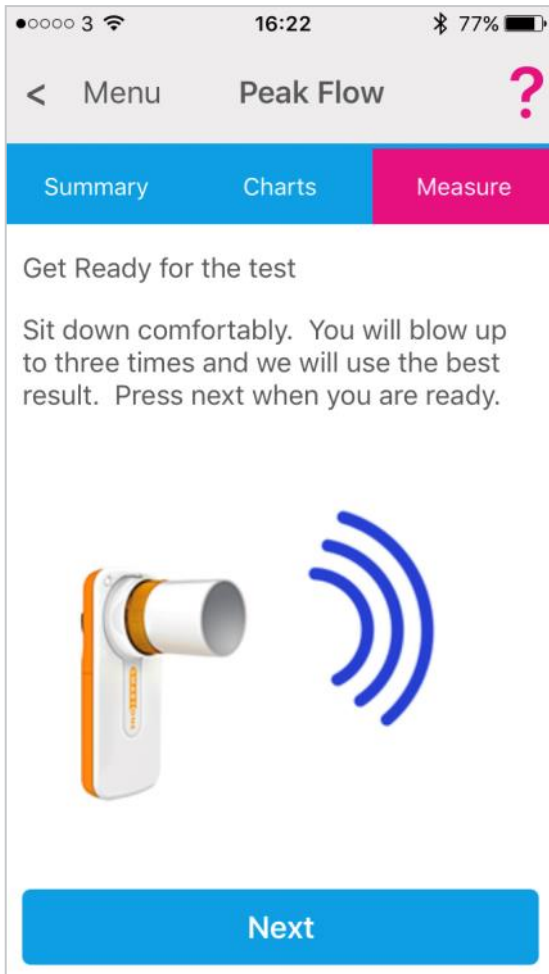 3 16:22 77%
< Menu Peak Flow ?
Summary Charts Measure
Get Ready for the test
Sit down comfortably. You will blow up
to three times and we will use the best
result. Press next when you are ready.
Next